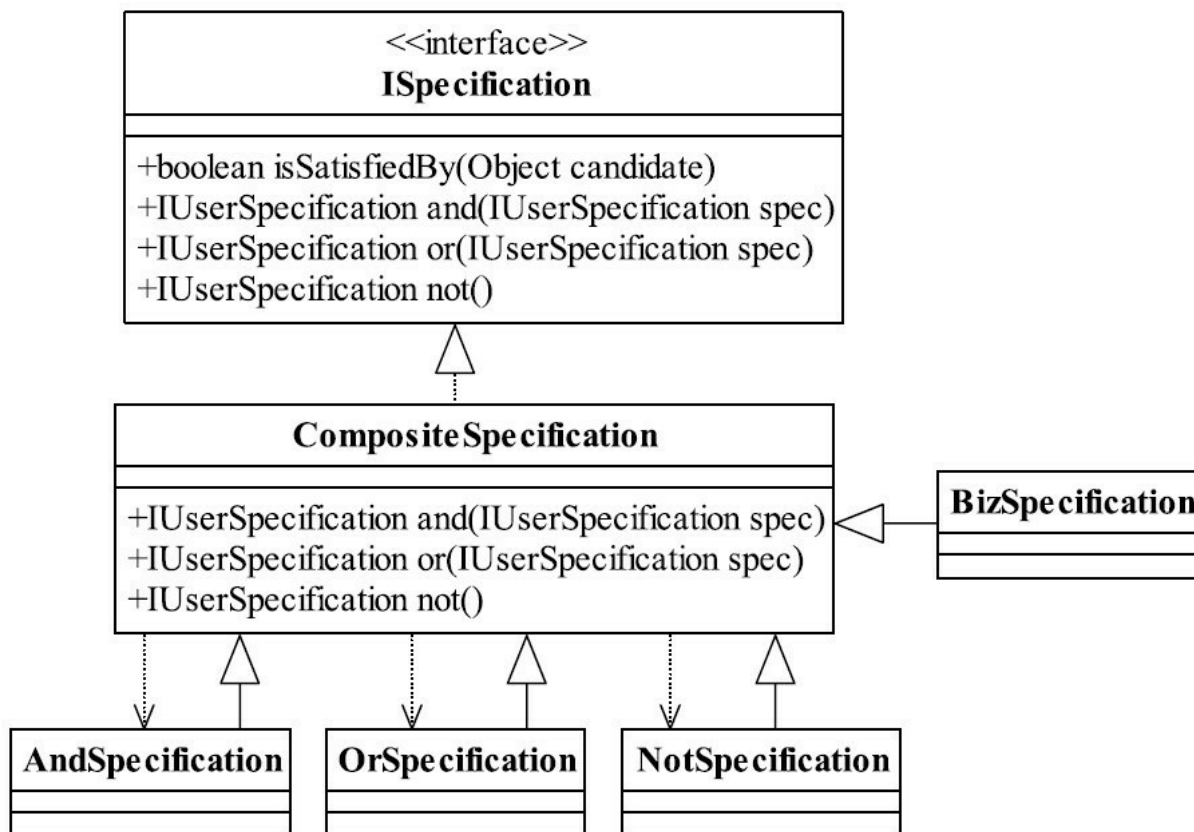 <<interface>>
ISpecification
+boolean isSatisfiedBy(Object candidate)
+IUserSpecification and(IUserSpecification spec)
+IUserSpecification or(IUserSpecification spec)
+IUserSpecification not()
CompositeSpecification
+IUserSpecification and(IUserSpecification spec)
+IUserSpecification or(IUserSpecification spec)
+IUserSpecification not()
BizSpecification
AndSpecification
OrSpecification
NotSpecification